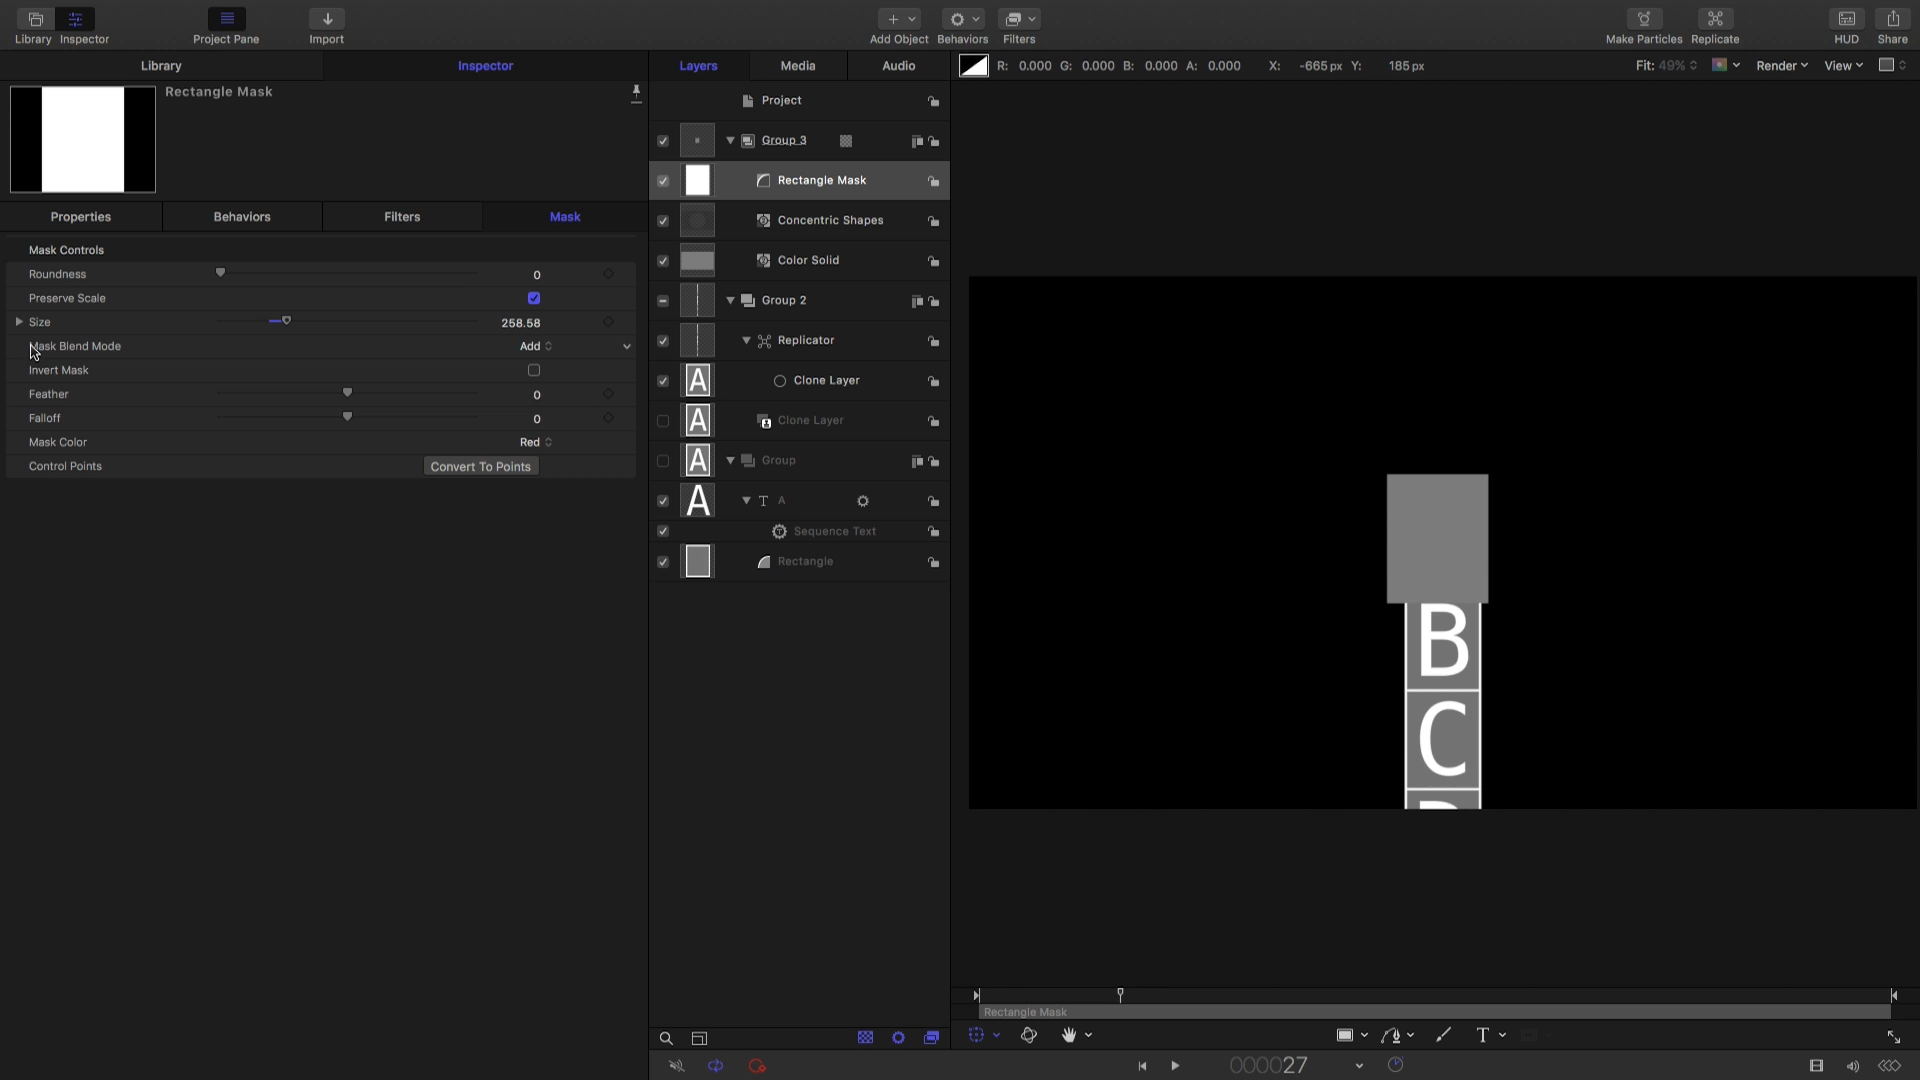 Library Inspector
Project Pane
Import
Add Object
Behaviors
Filters
Make Particles
Replicate
HUD
Share
Library
Inspector
Layers
Media
Audio
R: 0.000 G: 0.000 B: 0.000 A: 0.000 X: -665 px Y: 185 px
Fit: 49%
Render
View
Rectangle Mask
Properties
Behaviors
Filters
Mask
Mask Controls
Roundness 0
Preserve Scale
Size 258.58
Mask Blend Mode Add
Invert Mask
Feather 0
Falloff 0
Mask Color Red
Control Points Convert To Points
Project
Group 3
Rectangle Mask
Concentric Shapes
Color Solid
Group 2
Replicator
A Clone Layer
A Clone Layer
A Group
A T A
Sequence Text
Rectangle
B
C
Rectangle Mask
T
000027